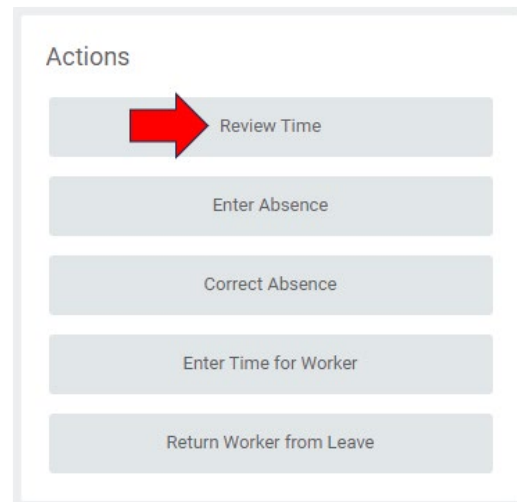 Actions
Review Time
Enter Absence
Correct Absence
Enter Time for Worker
Return Worker from Leave